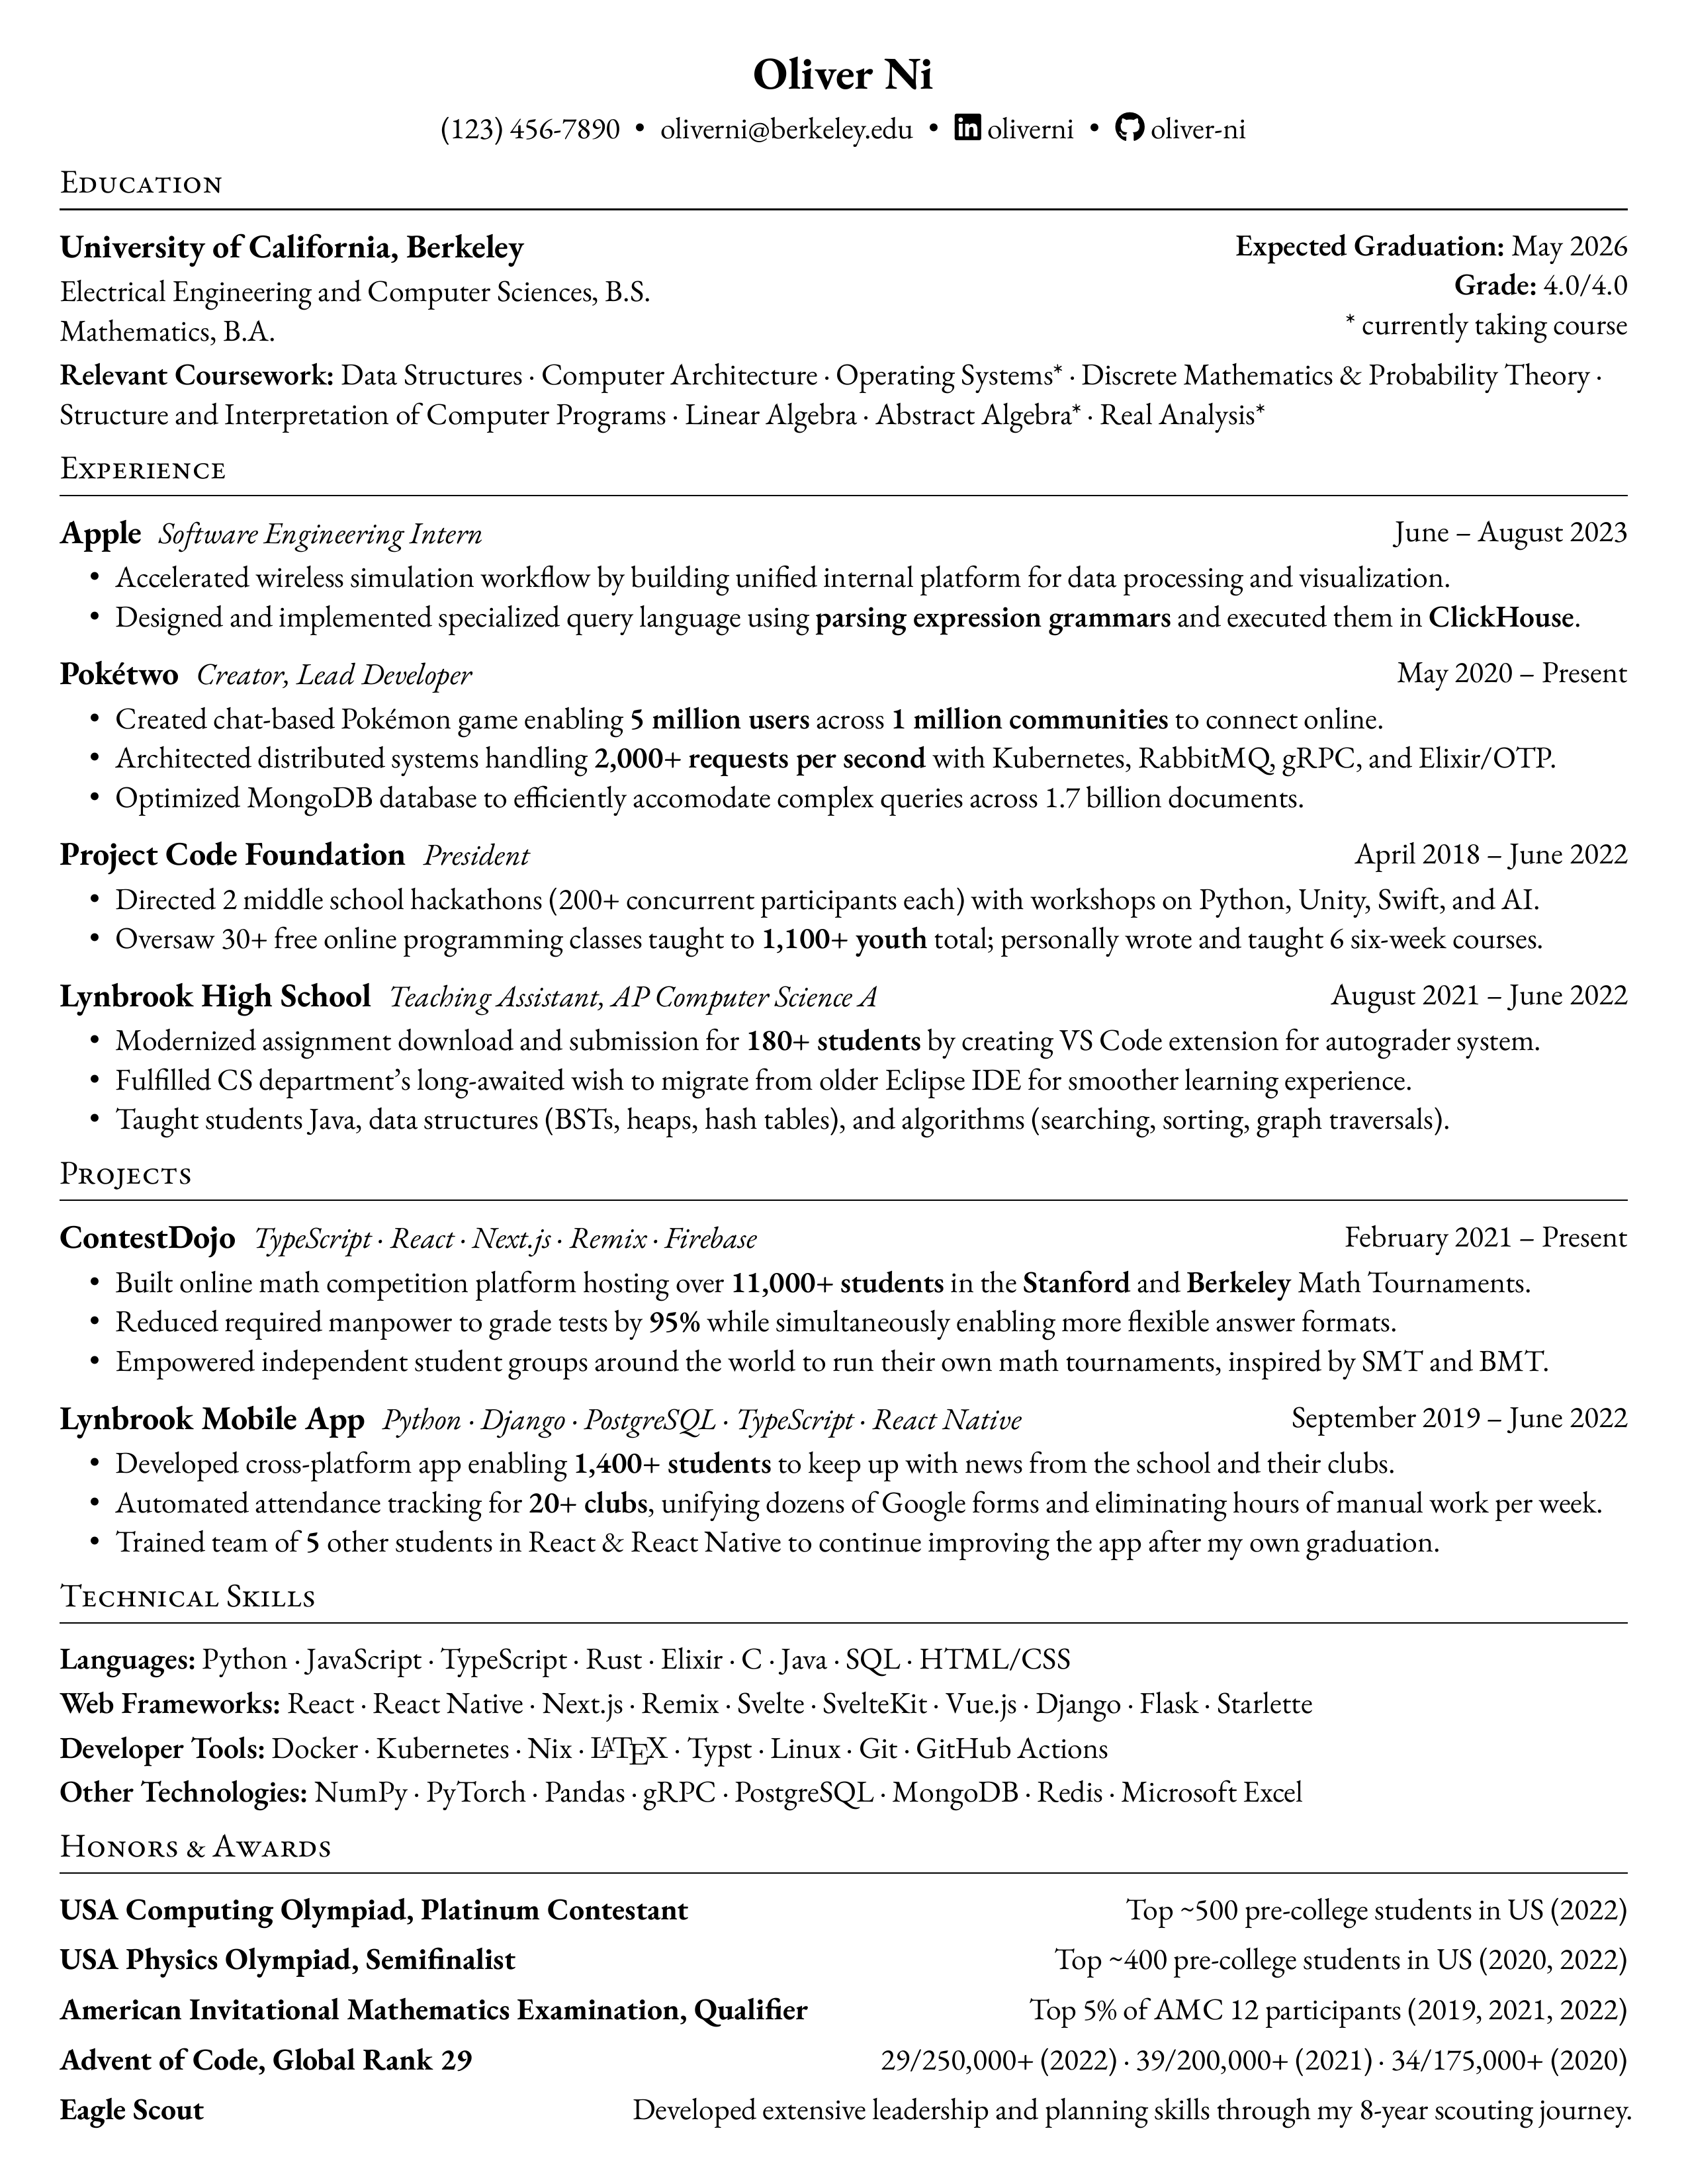 Oliver Ni
(123) 456-7890 • oliverni@berkeley.edu • in oliverni • oliver-ni
Education
University of California, Berkeley Expected Graduation: May 2026
Electrical Engineering and Computer Sciences, B.S. Grade: 4.0/4.0
Mathematics, B.A. * currently taking course
Relevant Coursework: Data Structures · Computer Architecture · Operating Systems* · Discrete Mathematics & Probability Theory ·
Structure and Interpretation of Computer Programs · Linear Algebra · Abstract Algebra* · Real Analysis*
Experience
Apple Software Engineering Intern June – August 2023
• Accelerated wireless simulation workflow by building unified internal platform for data processing and visualization.
• Designed and implemented specialized query language using parsing expression grammars and executed them in ClickHouse.
Pokétwo Creator, Lead Developer May 2020 – Present
• Created chat-based Pokémon game enabling 5 million users across 1 million communities to connect online.
• Architected distributed systems handling 2,000+ requests per second with Kubernetes, RabbitMQ, gRPC, and Elixir/OTP.
• Optimized MongoDB database to efficiently accomodate complex queries across 1.7 billion documents.
Project Code Foundation President April 2018 – June 2022
• Directed 2 middle school hackathons (200+ concurrent participants each) with workshops on Python, Unity, Swift, and AI.
• Oversaw 30+ free online programming classes taught to 1,100+ youth total; personally wrote and taught 6 six-week courses.
Lynbrook High School Teaching Assistant, AP Computer Science A August 2021 – June 2022
• Modernized assignment download and submission for 180+ students by creating VS Code extension for autograder system.
• Fulfilled CS department's long-awaited wish to migrate from older Eclipse IDE for smoother learning experience.
• Taught students Java, data structures (BSTs, heaps, hash tables), and algorithms (searching, sorting, graph traversals).
Projects
ContestDojo TypeScript · React · Next.js · Remix · Firebase February 2021 – Present
• Built online math competition platform hosting over 11,000+ students in the Stanford and Berkeley Math Tournaments.
• Reduced required manpower to grade tests by 95% while simultaneously enabling more flexible answer formats.
• Empowered independent student groups around the world to run their own math tournaments, inspired by SMT and BMT.
Lynbrook Mobile App Python · Django · PostgreSQL · TypeScript · React Native September 2019 – June 2022
• Developed cross-platform app enabling 1,400+ students to keep up with news from the school and their clubs.
• Automated attendance tracking for 20+ clubs, unifying dozens of Google forms and eliminating hours of manual work per week.
• Trained team of 5 other students in React & React Native to continue improving the app after my own graduation.
Technical Skills
Languages: Python · JavaScript · TypeScript · Rust · Elixir · C · Java · SQL · HTML/CSS
Web Frameworks: React · React Native · Next.js · Remix · Svelte · SvelteKit · Vue.js · Django · Flask · Starlette
Developer Tools: Docker · Kubernetes · Nix · LATEX · Typst · Linux · Git · GitHub Actions
Other Technologies: NumPy · PyTorch · Pandas · gRPC · PostgreSQL · MongoDB · Redis · Microsoft Excel
Honors & Awards
USA Computing Olympiad, Platinum Contestant Top ~500 pre-college students in US (2022)
USA Physics Olympiad, Semifinalist Top ~400 pre-college students in US (2020, 2022)
American Invitational Mathematics Examination, Qualifier Top 5% of AMC 12 participants (2019, 2021, 2022)
Advent of Code, Global Rank 29 29/250,000+ (2022) · 39/200,000+ (2021) · 34/175,000+ (2020)
Eagle Scout Developed extensive leadership and planning skills through my 8-year scouting journey.